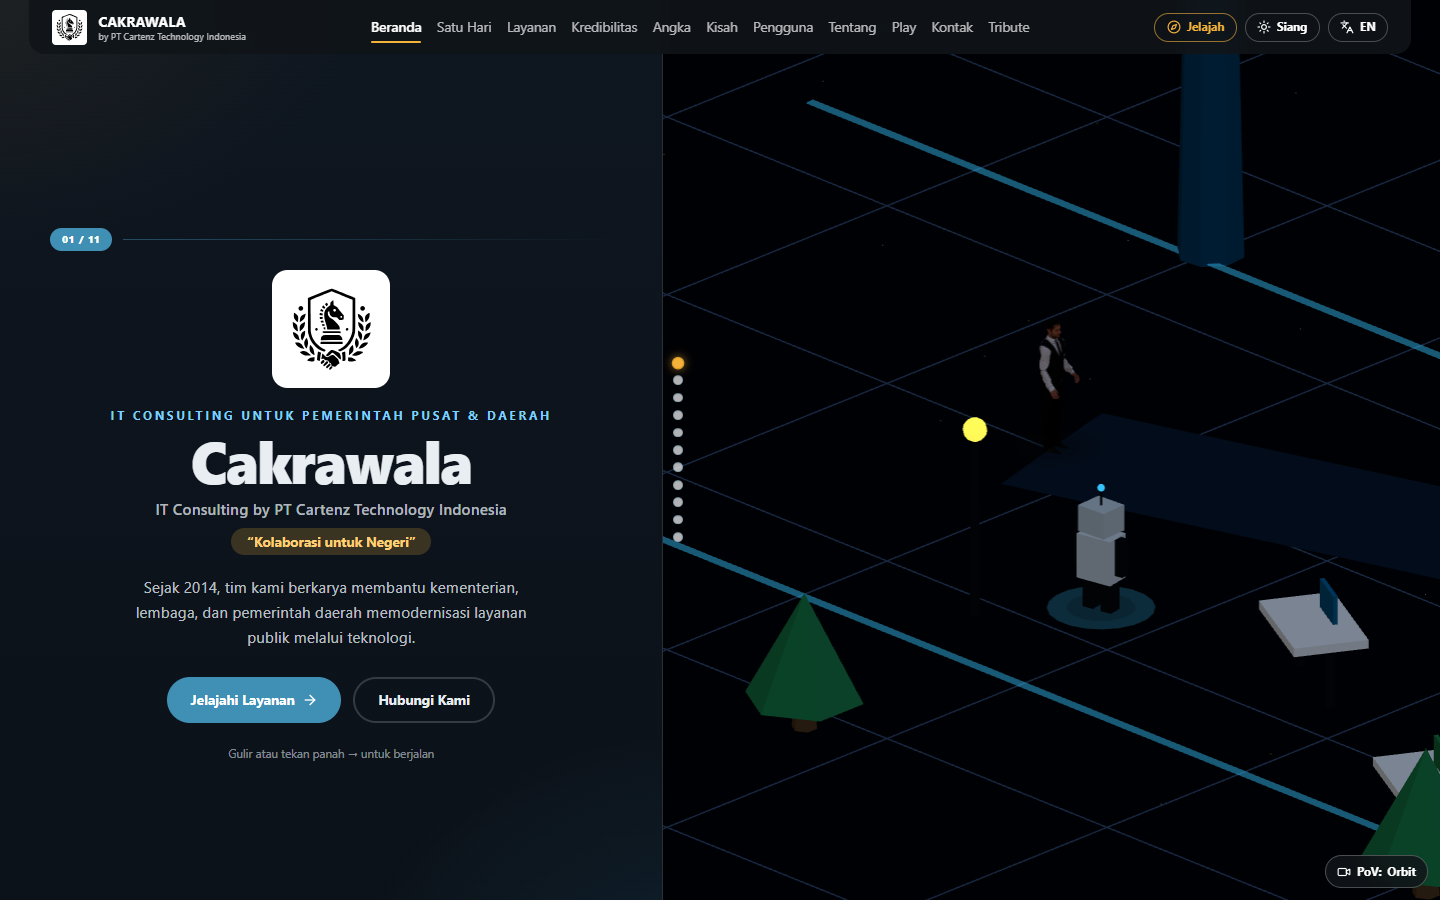 CAKRAWALA
by PT Cartenz Technology Indonesia
Beranda Satu Hari Layanan Kredibilitas Angka Kisah Pengguna Tentang Play Kontak Tribute
Jelajah
Siang
EN
01 / 11
IT CONSULTING UNTUK PEMERINTAH PUSAT & DAERAH
Cakrawala
IT Consulting by PT Cartenz Technology Indonesia
“Kolaborasi untuk Negeri”
Sejak 2014, tim kami berkarya membantu kementerian,
lembaga, dan pemerintah daerah memodernisasi layanan
publik melalui teknologi.
Jelajahi Layanan →
Hubungi Kami
Gulir atau tekan panah → untuk berjalan
PoV: Orbit